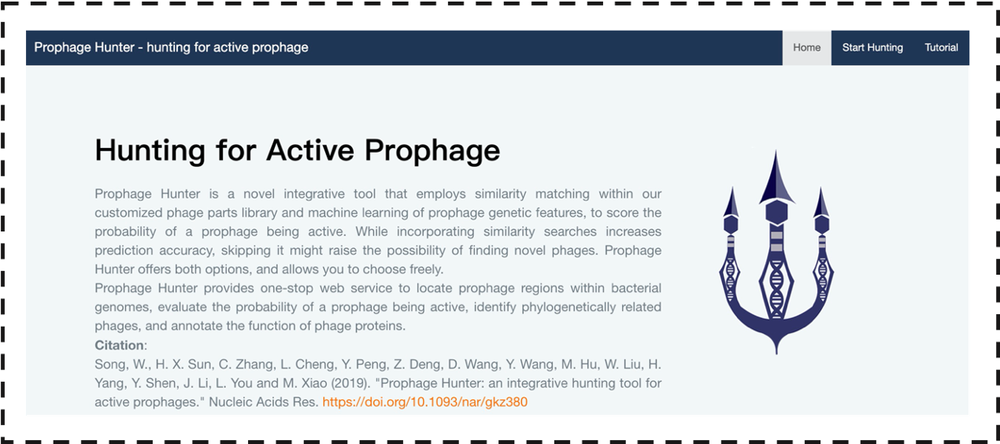 Prophage Hunter - hunting for active prophage
Home
Start Hunting
Tutorial
Hunting for Active Prophage
Prophage Hunter is a novel integrative tool that employs similarity matching within our
customized phage parts library and machine learning of prophage genetic features, to score the
probability of a prophage being active. While incorporating similarity searches increases
prediction accuracy, skipping it might raise the possibility of finding novel phages. Prophage
Hunter offers both options, and allows you to choose freely.
Prophage Hunter provides one-stop web service to locate prophage regions within bacterial
genomes, evaluate the probability of a prophage being active, identify phylogenetically related
phages, and annotate the function of phage proteins.
Citation:
Song, W., H. X. Sun, C. Zhang, L. Cheng, Y. Peng, Z. Deng, D. Wang, Y. Wang, M. Hu, W. Liu, H.
Yang, Y. Shen, J. Li, L. You and M. Xiao (2019). "Prophage Hunter: an integrative hunting tool for
active prophages." Nucleic Acids Res. https://doi.org/10.1093/nar/gkz380